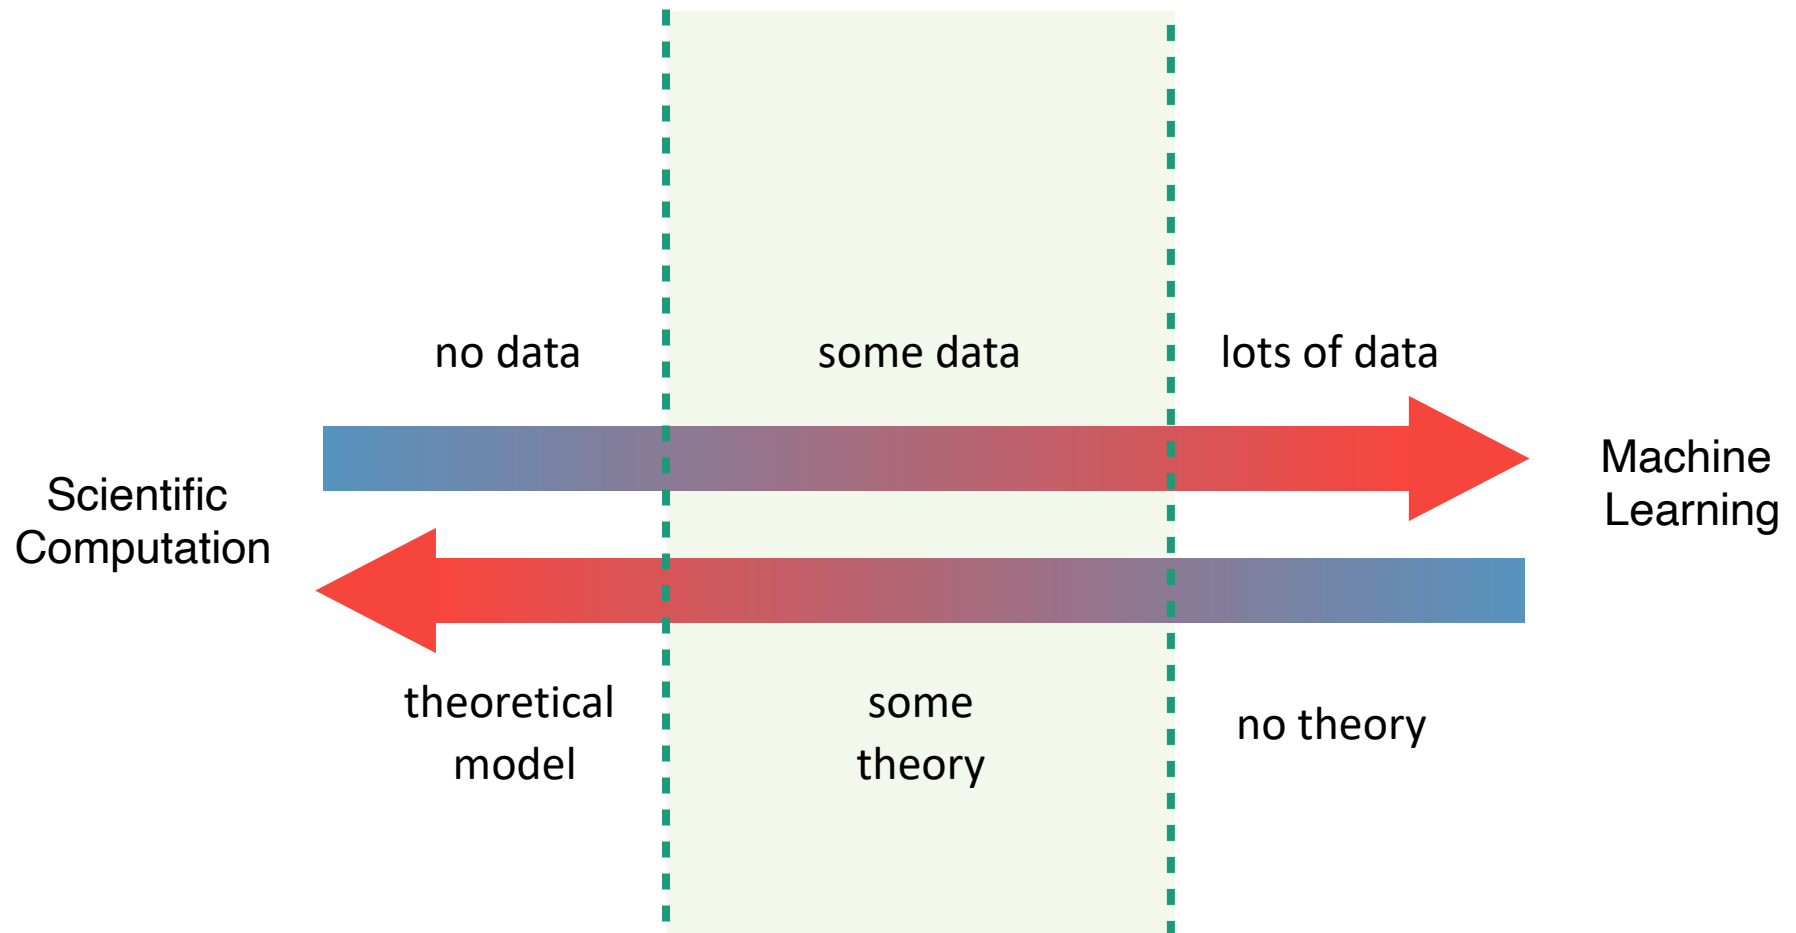 no data
some data
lots of data
Scientific
Computation
Machine
Learning
theoretical
model
some
theory
no theory